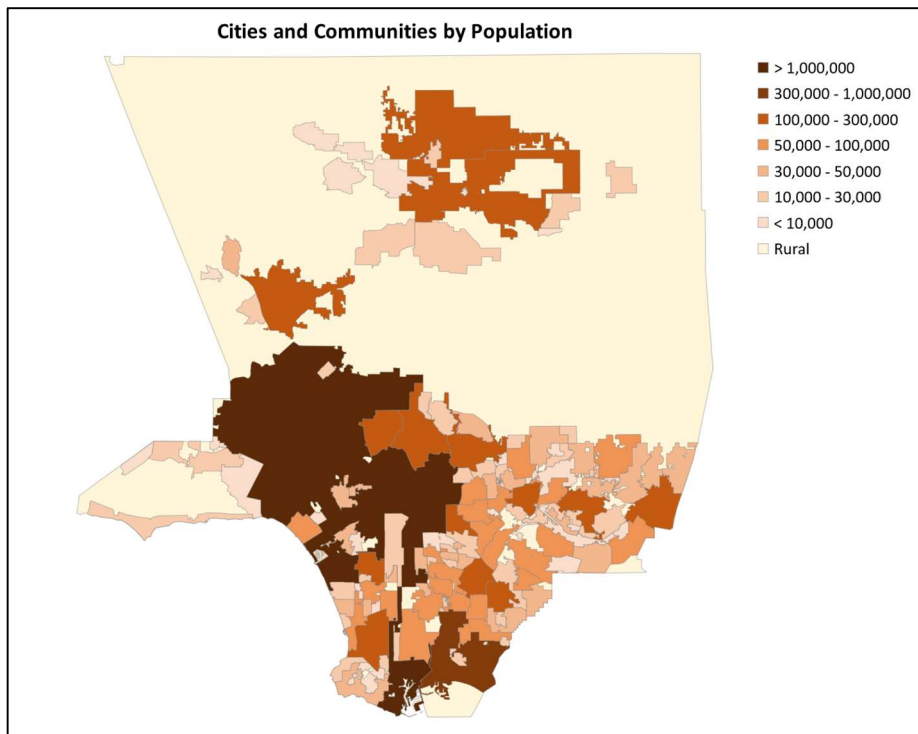 Cities and Communities by Population
> 1,000,000
300,000 - 1,000,000
100,000 - 300,000
50,000 - 100,000
30,000 - 50,000
10,000 - 30,000
< 10,000
Rural